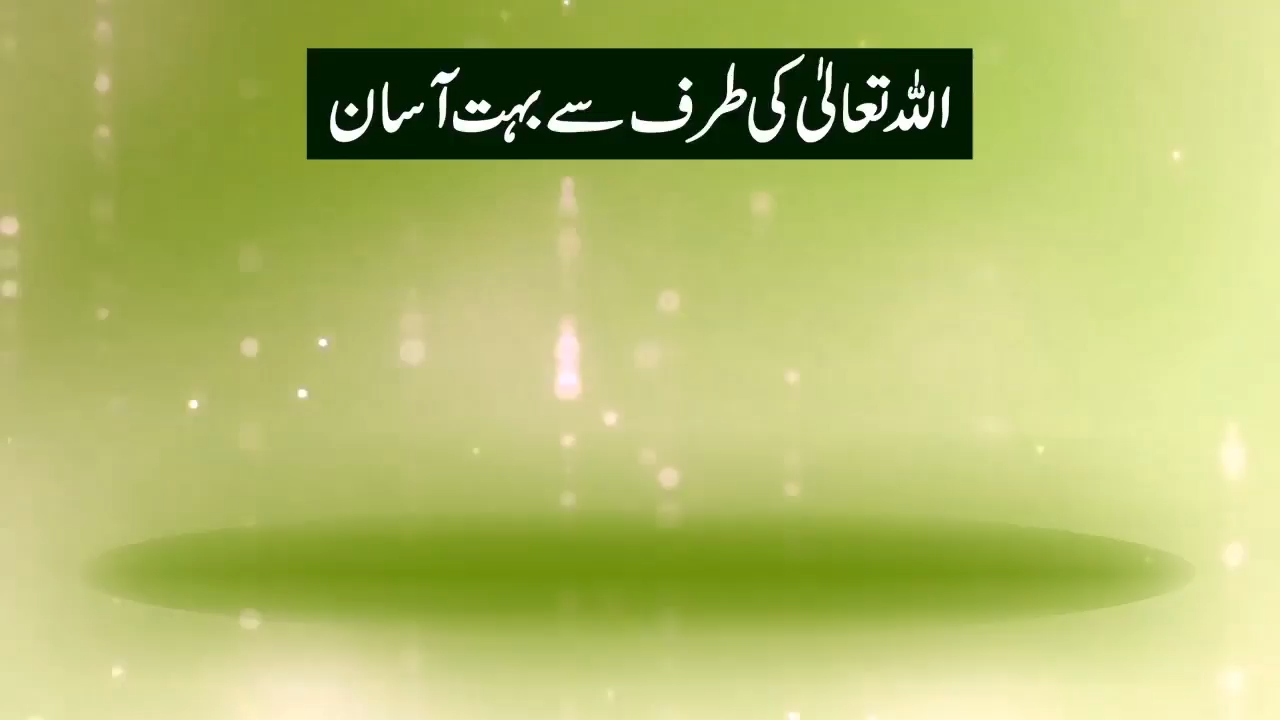 اللہ تعالیٰ کی طرف سے بہت آسان